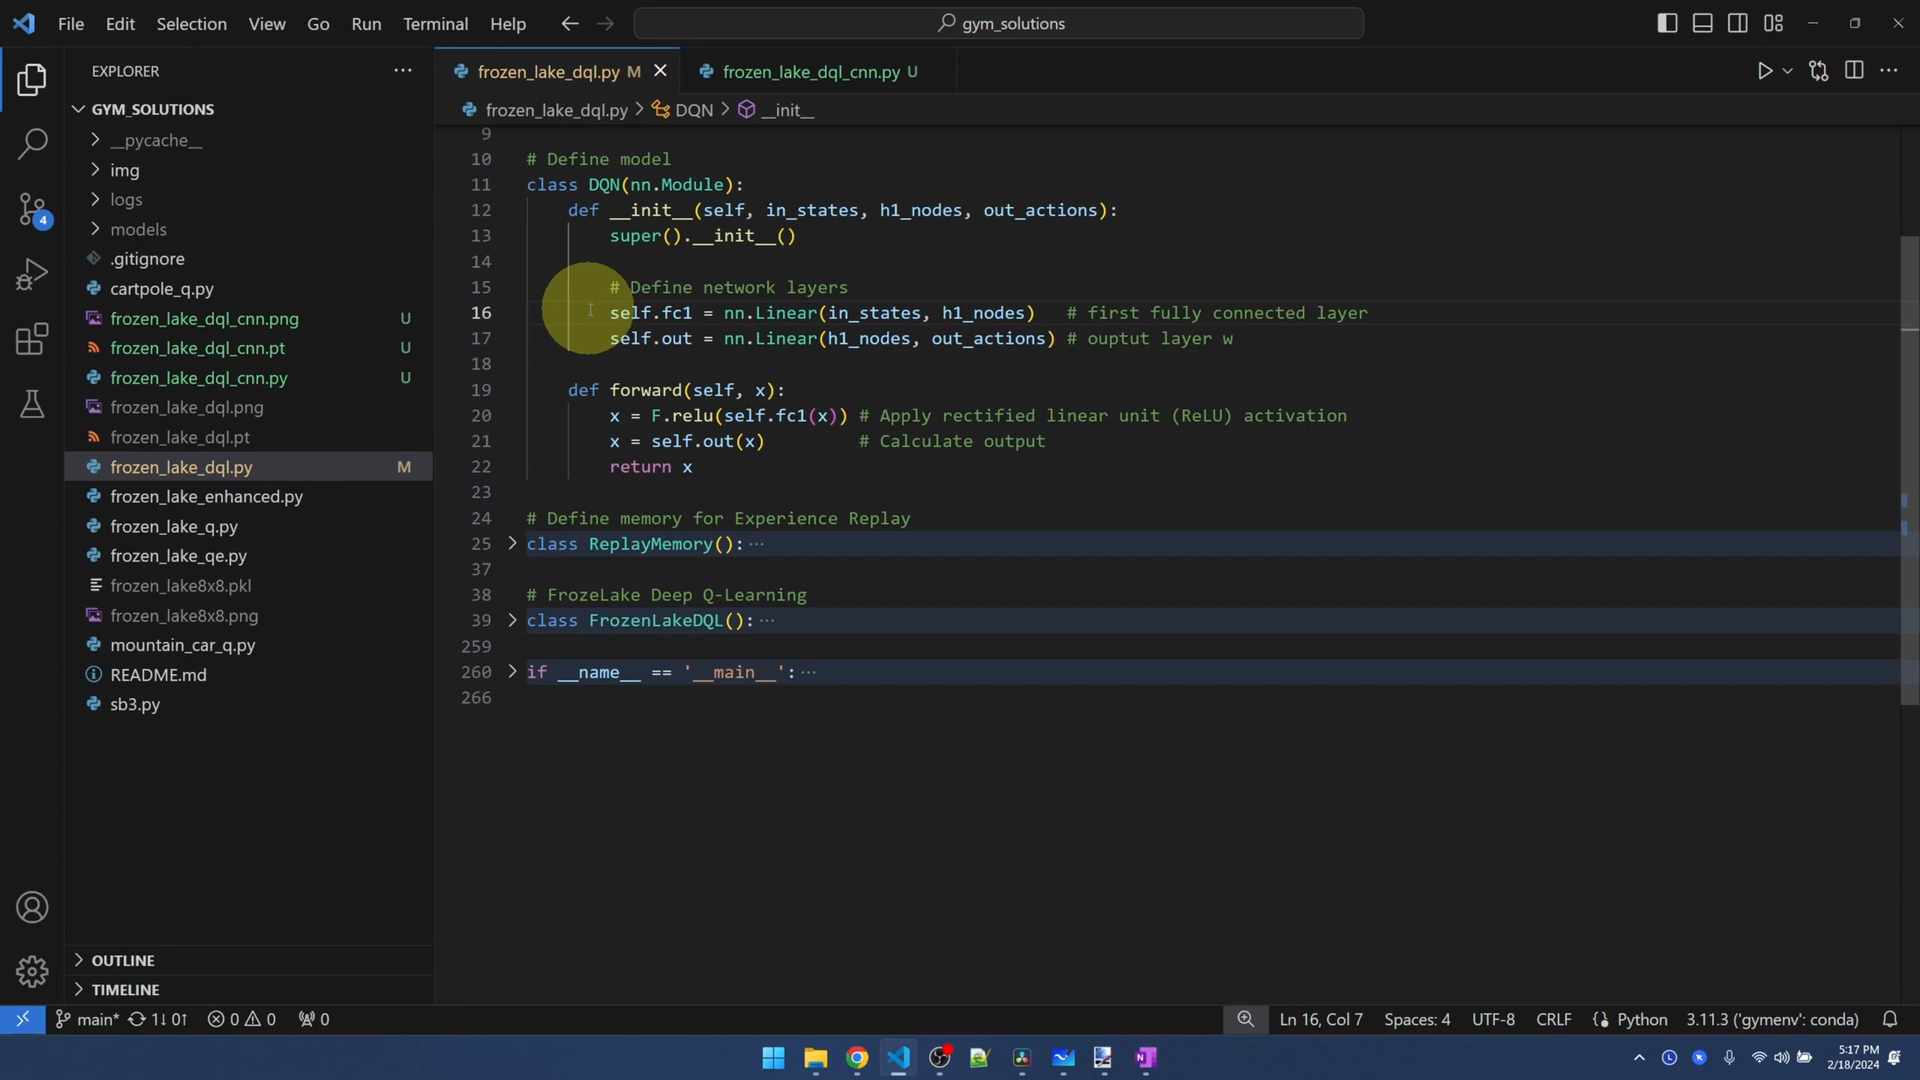 File Edit Selection View Go Run Terminal Help
gym_solutions
EXPLORER
GYM_SOLUTIONS
__pycache__
img
logs
models
.gitignore
cartpole_q.py
frozen_lake_dql_cnn.png U
frozen_lake_dql_cnn.pt U
frozen_lake_dql_cnn.py U
frozen_lake_dql.png
frozen_lake_dql.pt
frozen_lake_dql.py M
frozen_lake_enhanced.py
frozen_lake_q.py
frozen_lake_qe.py
frozen_lake8x8.pkl
frozen_lake8x8.png
mountain_car_q.py
README.md
sb3.py
OUTLINE
TIMELINE
4
frozen_lake_dql.py M
frozen_lake_dql_cnn.py U
frozen_lake_dql.py > DQN > __init__
9
10 # Define model
11 class DQN(nn.Module):
12 def __init__(self, in_states, h1_nodes, out_actions):
13 super().__init__()
14
15 # Define network layers
16 self.fc1 = nn.Linear(in_states, h1_nodes) # first fully connected layer
17 self.out = nn.Linear(h1_nodes, out_actions) # ouptut layer w
18
19 def forward(self, x):
20 x = F.relu(self.fc1(x)) # Apply rectified linear unit (ReLU) activation
21 x = self.out(x) # Calculate output
22 return x
23
24 # Define memory for Experience Replay
25 class ReplayMemory(): ···
37
38 # FrozeLake Deep Q-Learning
39 class FrozenLakeDQL(): ···
259
260 if __name__ == '__main__': ···
266
main* 1↓ 0↑ 0 0 0
Ln 16, Col 7 Spaces: 4 UTF-8 CRLF Python 3.11.3 ('gymenv': conda)
5:17 PM
2/18/2024